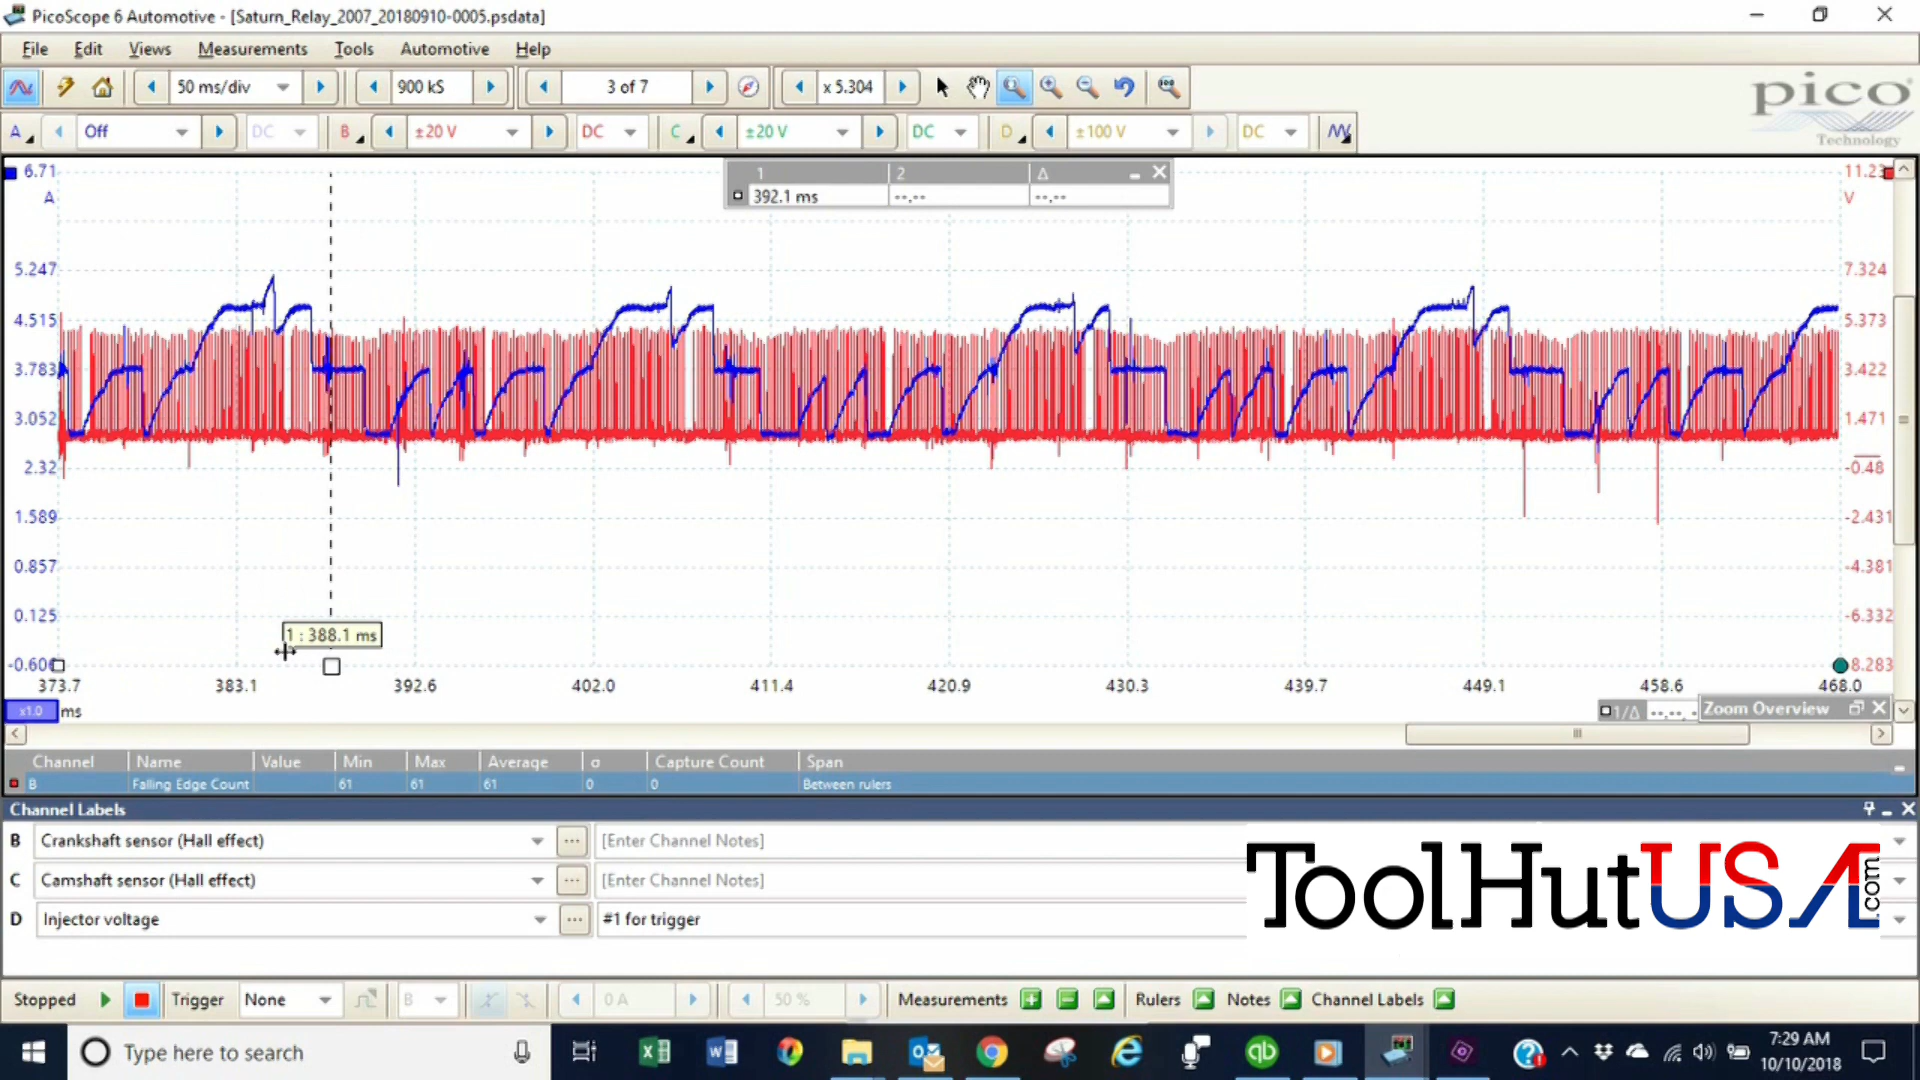 PicoScope 6 Automotive - [Saturn_Relay_2007_20180910-0005.psdata]
File Edit Views Measurements Tools Automotive Help
50 ms/div 900 kS 3 of 7 x 5.304
pico
Technology
A Off DC B ±20 V DC C ±20 V DC D ±100 V DC
6.71 1 2 Δ 11.23
A 392.1 ms --.-- --.-- V
5.247 7.324
4.515 5.373
3.783 3.422
3.052 1.471
2.32 -0.48
1.589 -2.431
0.857 -4.381
0.125 -6.332
1 : 388.1 ms
-0.606 8.283
373.7 383.1 392.6 402.0 411.4 420.9 430.3 439.7 449.1 458.6 468.0
x1.0 ms 1/Δ --.-- Zoom Overview
Channel Name Value Min Max Average σ Capture Count Span
B Falling Edge Count 61 61 61 0 0 Between rulers
Channel Labels
B Crankshaft sensor (Hall effect) ... [Enter Channel Notes]
C Camshaft sensor (Hall effect) ... [Enter Channel Notes]
D Injector voltage ... #1 for trigger
ToolHutUSA.com
Stopped Trigger None B 0 A 50 % Measurements Rulers Notes Channel Labels
Type here to search
7:29 AM
10/10/2018